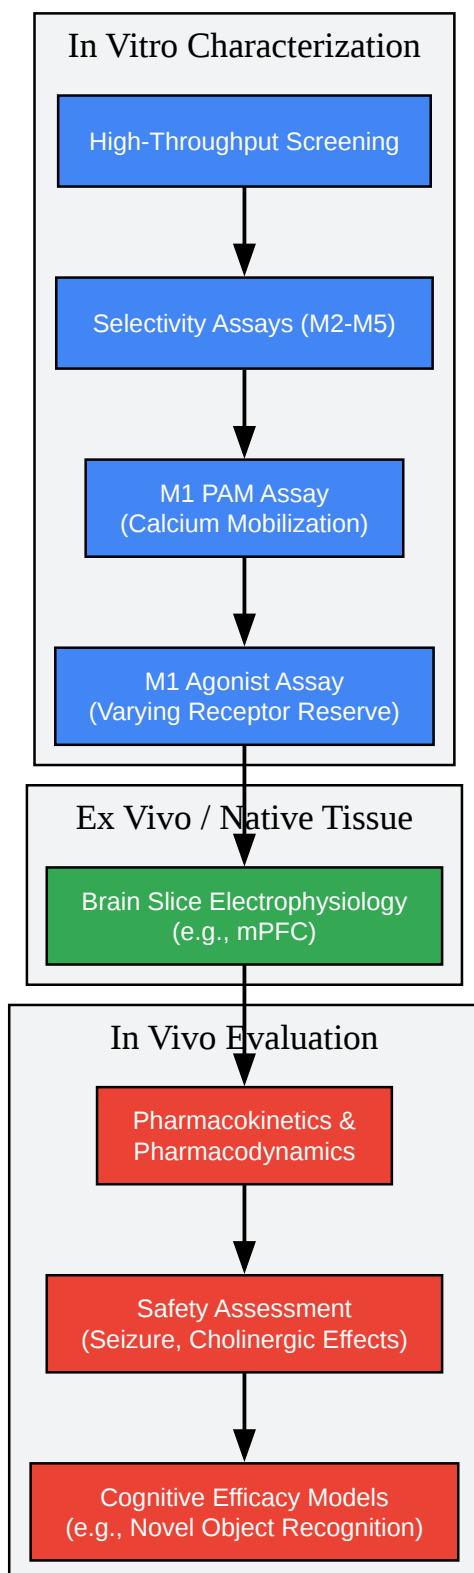 In Vitro Characterization
High-Throughput Screening
Selectivity Assays (M2-M5)
M1 PAM Assay
(Calcium Mobilization)
M1 Agonist Assay
(Varying Receptor Reserve)
Ex Vivo / Native Tissue
Brain Slice Electrophysiology
(e.g., mPFC)
In Vivo Evaluation
Pharmacokinetics &
Pharmacodynamics
Safety Assessment
(Seizure, Cholinergic Effects)
Cognitive Efficacy Models
(e.g., Novel Object Recognition)